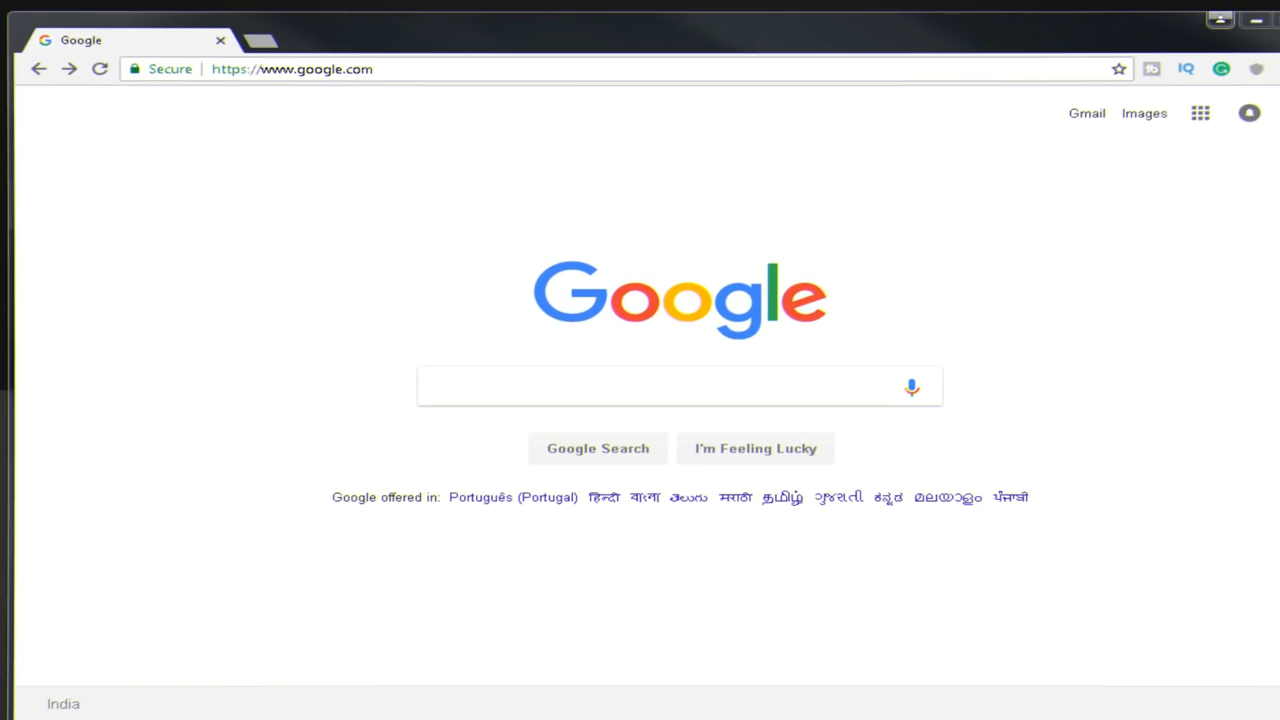 Google
Secure https://www.google.com
IQ
Gmail Images
Google
Google Search I'm Feeling Lucky
Google offered in: Português (Portugal) हिन्दी বাংলা తెలుగు मराठी தமிழ் ગુજરાતી ಕನ್ನಡ മലയാളം ਪੰਜਾਬੀ
India